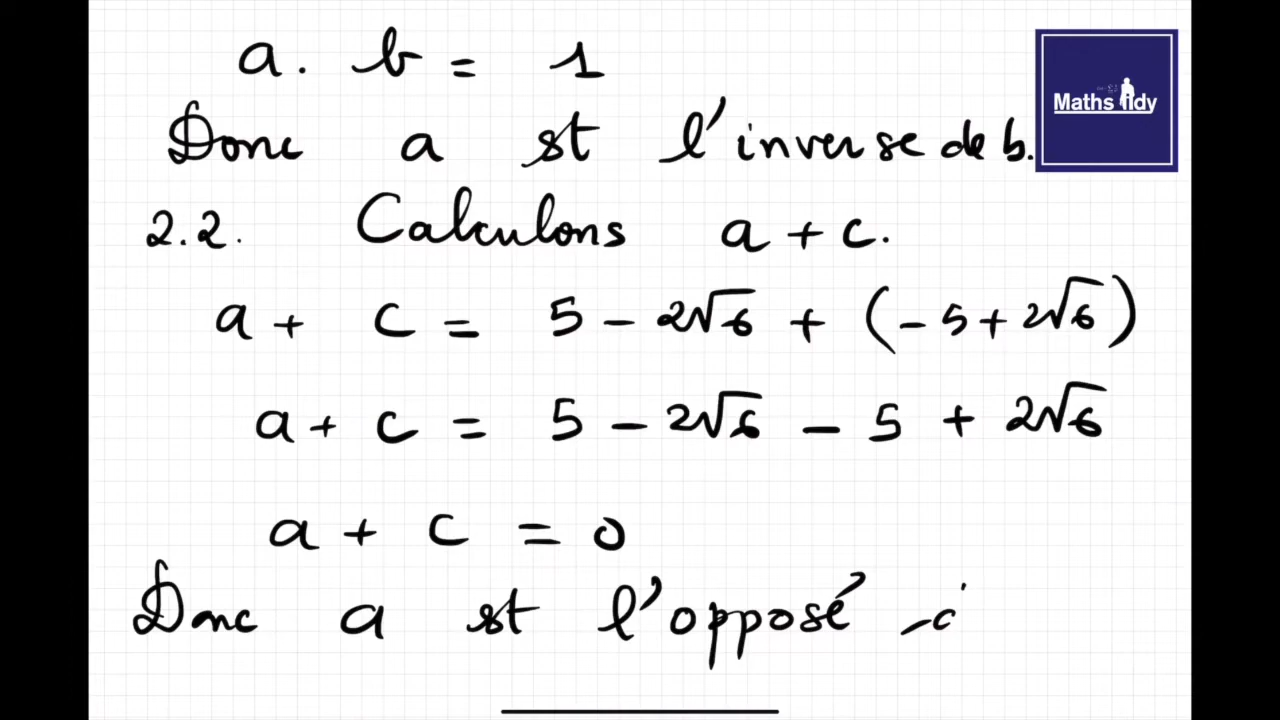 a. b = 1
Maths Tidy
Donc a est l'inverse de b.
2.2. Calculons a + c.
a + c = 5 - 2√6 + (- 5 + 2√6)
a + c = 5 - 2√6 - 5 + 2√6
a + c = 0
Donc a est l'opposé